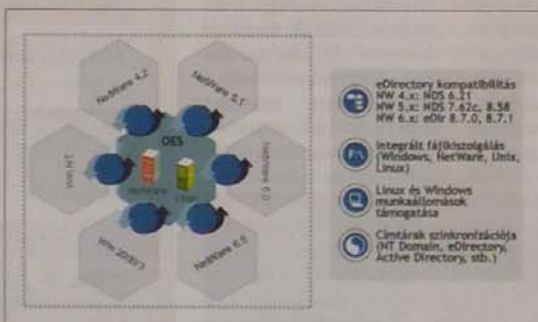 NetWare 4.2
NetWare 5.1
OES
Win NT
NetWare
Linux
NetWare 6.0
Win 2000/3
NetWare 6.5
eDirectory kompatibilitás
NW 4.x: NDS 6.21
NW 5.x: NDS 7.62c, 8.58
NW 6.x: eDir 8.7.0, 8.7.1
Integrált fájlkiszolgálás
(Windows, NetWare, Unix,
Linux)
Linux és Windows
munkaállomások
támogatása
Címtárak szinkronizációja
(NT Domain, eDirectory,
Active Directory, stb.)